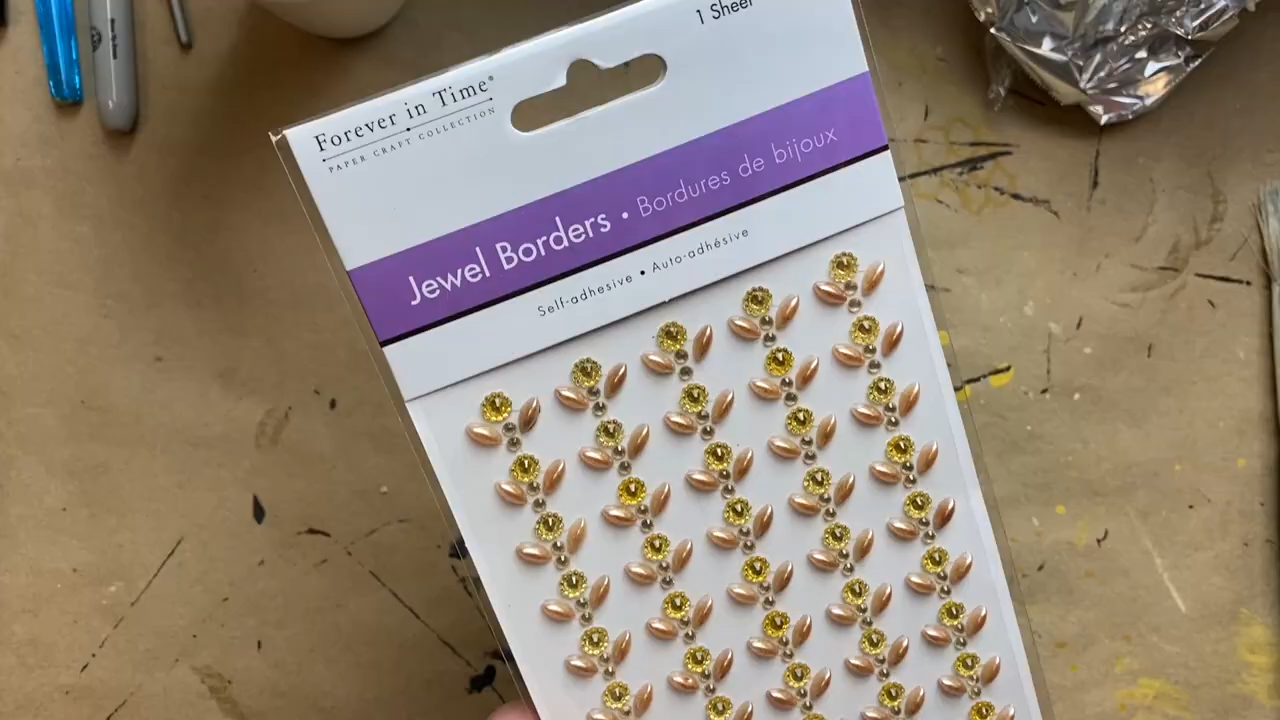 1 Sheet
Forever in Time®
PAPER CRAFT COLLECTION
Jewel Borders • Bordures de bijoux
Self-adhesive • Auto-adhésive